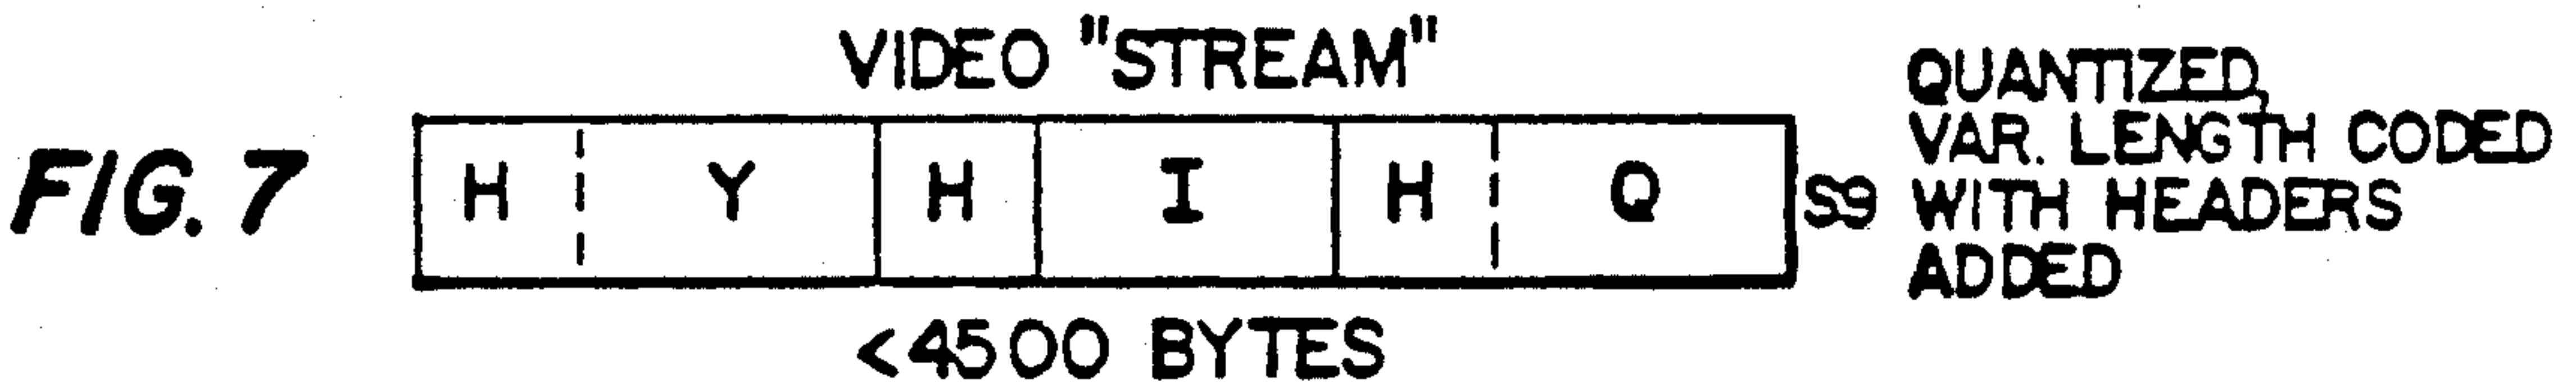 VIDEO "STREAM"
FIG. 7
H Y H I H Q
S9
QUANTIZED,
VAR. LENGTH CODED
WITH HEADERS
ADDED
<4500 BYTES